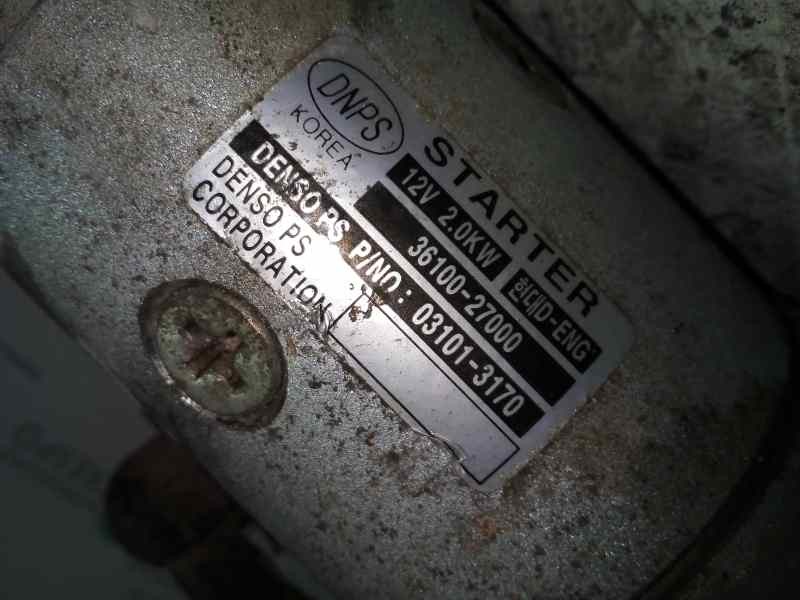 DNPS
KOREA
STARTER
12V 2.0KW 현대D-ENG'
36100-27000
DENSO PS P/NO.: 03101-3170
DENSO PS
CORPORATION